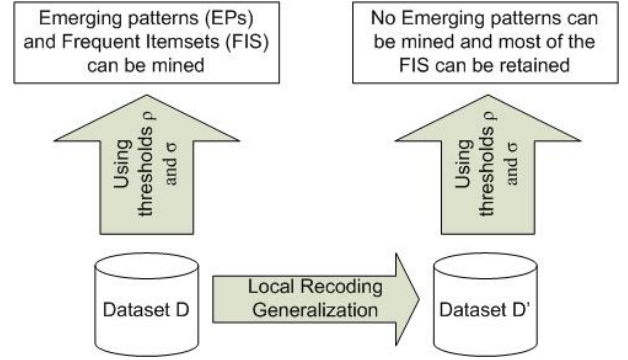 Emerging patterns (EPs)
and Frequent Itemsets (FIS)
can be mined
No Emerging patterns can
be mined and most of the
FIS can be retained
Using
thresholds ρ
and σ
Using
thresholds ρ
and σ
Dataset D
Local Recoding
Generalization
Dataset D'